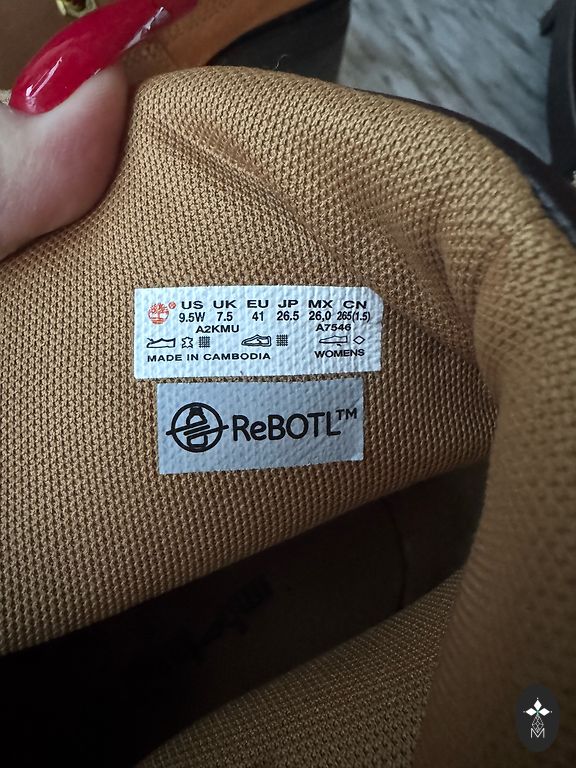 US UK EU JP MX CN
9.5W 7.5 41 26.5 26,0 265(1.5)
A2KMU A7546
MADE IN CAMBODIA WOMENS
ReBOTL™
M